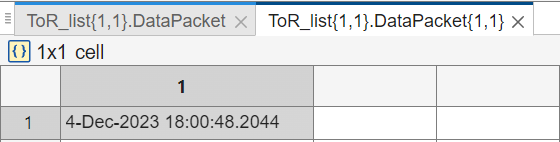 ToR_list{1,1}.DataPacket × ToR_list{1,1}.DataPacket{1,1} ×
{} 1x1 cell
1
1 4-Dec-2023 18:00:48.2044